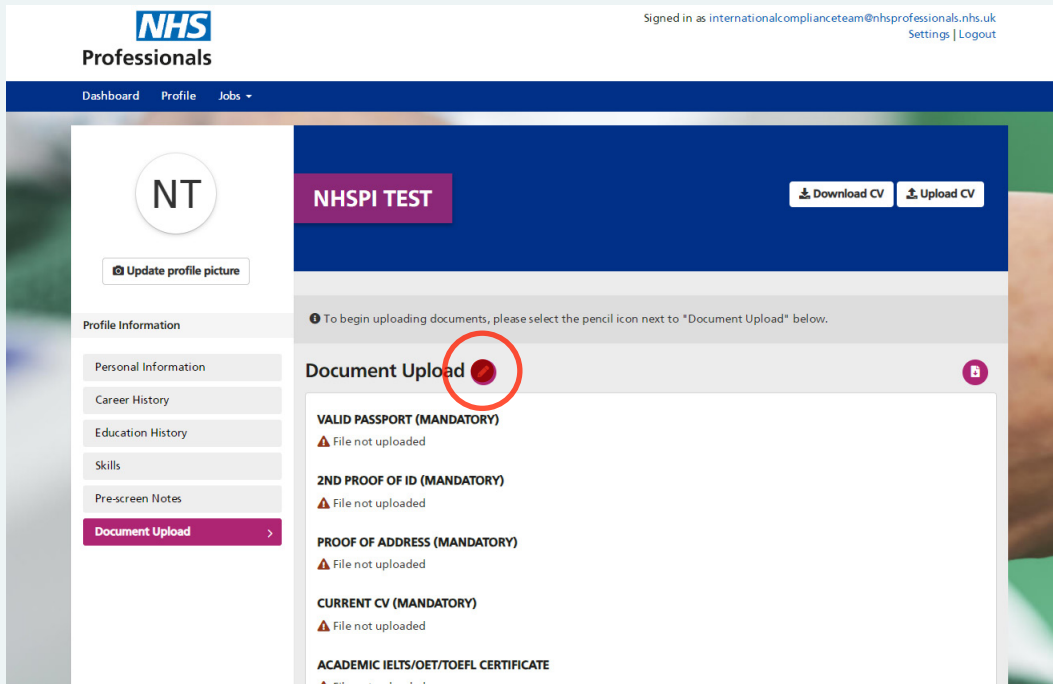 NHS
Professionals
Signed in as internationalcomplianceteam@nhsprofessionals.nhs.uk
Settings | Logout
Dashboard Profile Jobs
NT
Update profile picture
NHSPI TEST
Download CV Upload CV
Profile Information
Personal Information
Career History
Education History
Skills
Pre-screen Notes
Document Upload
To begin uploading documents, please select the pencil icon next to "Document Upload" below.
Document Upload
VALID PASSPORT (MANDATORY)
File not uploaded
2ND PROOF OF ID (MANDATORY)
File not uploaded
PROOF OF ADDRESS (MANDATORY)
File not uploaded
CURRENT CV (MANDATORY)
File not uploaded
ACADEMIC IELTS/OET/TOEFL CERTIFICATE